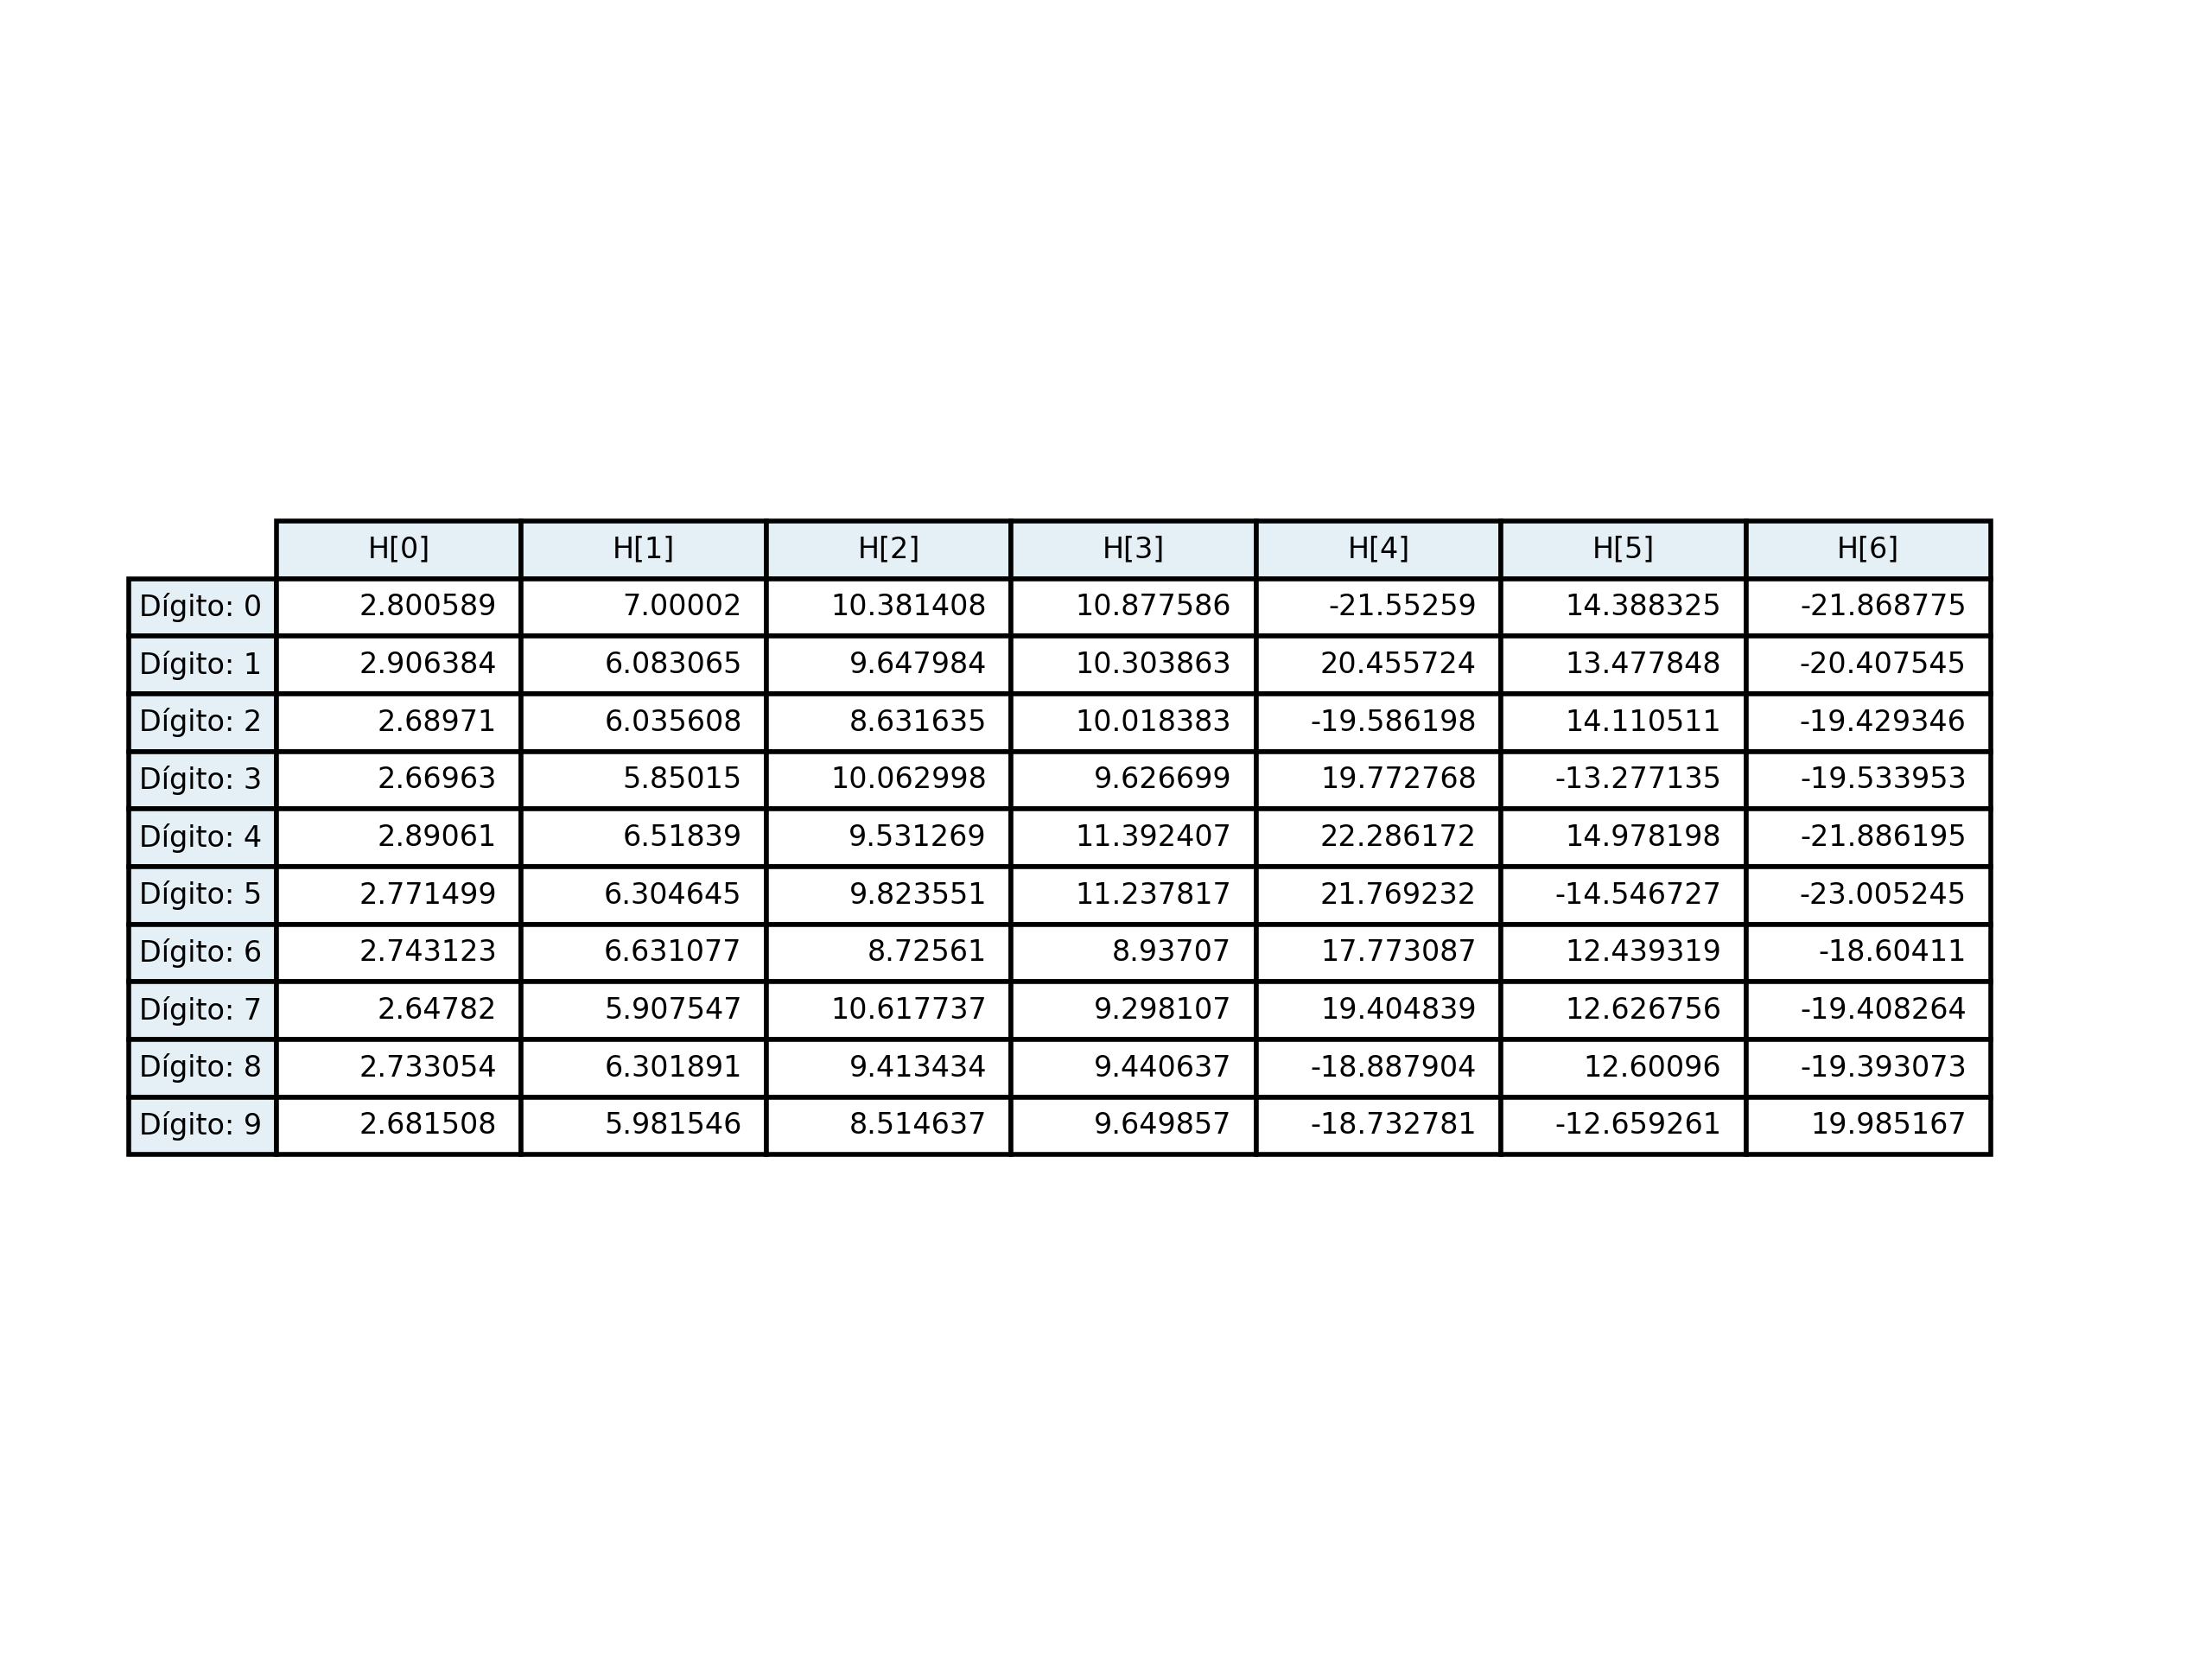 H[0] H[1] H[2] H[3] H[4] H[5] H[6]
Dígito: 0 2.800589 7.00002 10.381408 10.877586 -21.55259 14.388325 -21.868775
Dígito: 1 2.906384 6.083065 9.647984 10.303863 20.455724 13.477848 -20.407545
Dígito: 2 2.68971 6.035608 8.631635 10.018383 -19.586198 14.110511 -19.429346
Dígito: 3 2.66963 5.85015 10.062998 9.626699 19.772768 -13.277135 -19.533953
Dígito: 4 2.89061 6.51839 9.531269 11.392407 22.286172 14.978198 -21.886195
Dígito: 5 2.771499 6.304645 9.823551 11.237817 21.769232 -14.546727 -23.005245
Dígito: 6 2.743123 6.631077 8.72561 8.93707 17.773087 12.439319 -18.60411
Dígito: 7 2.64782 5.907547 10.617737 9.298107 19.404839 12.626756 -19.408264
Dígito: 8 2.733054 6.301891 9.413434 9.440637 -18.887904 12.60096 -19.393073
Dígito: 9 2.681508 5.981546 8.514637 9.649857 -18.732781 -12.659261 19.985167